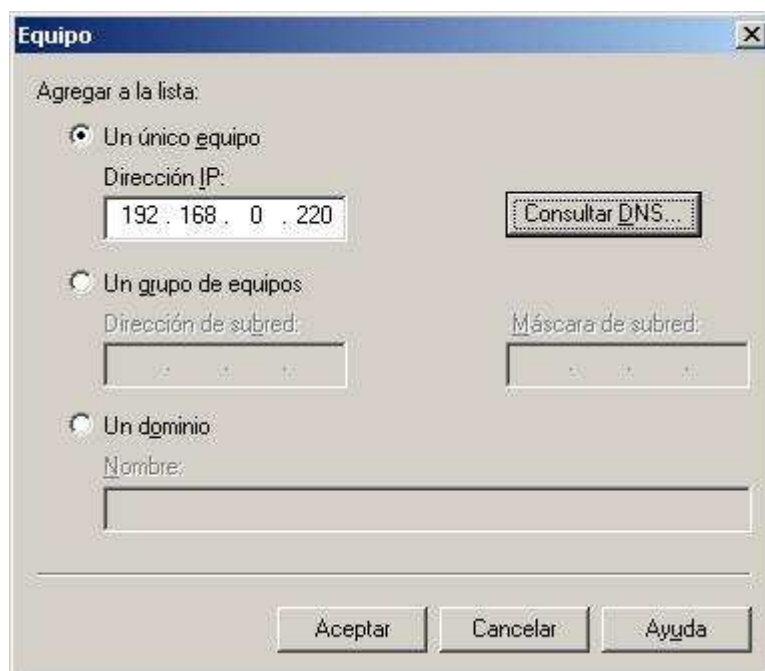 Equipo
Agregar a la lista:
Un único equipo
Dirección IP:
192 . 168 . 0 . 220
Consultar DNS...
Un grupo de equipos
Dirección de subred:
Máscara de subred:
. . .
. . .
Un dominio
Nombre:
Aceptar
Cancelar
Ayuda